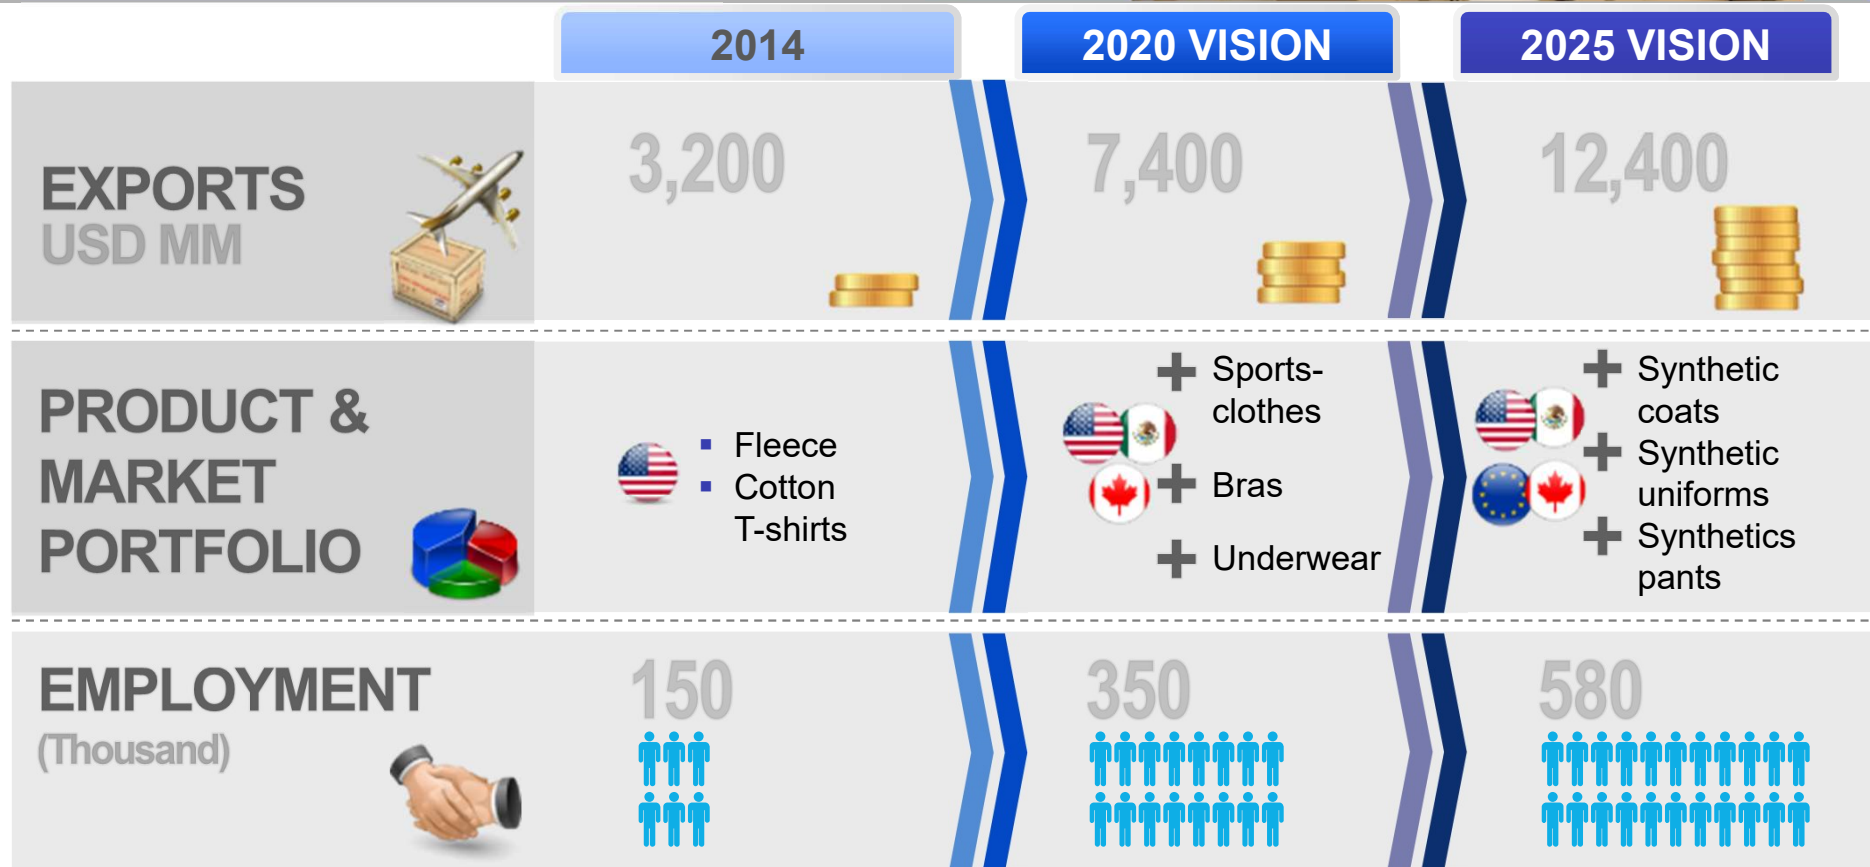 2014
2020 VISION
2025 VISION
EXPORTS
USD MM
3,200
7,400
12,400
PRODUCT &
MARKET
PORTFOLIO
▪ Fleece
▪ Cotton
T-shirts
+ Sports-
clothes
+ Bras
+ Underwear
+ Synthetic
coats
+ Synthetic
uniforms
+ Synthetics
pants
EMPLOYMENT
(Thousand)
150
350
580